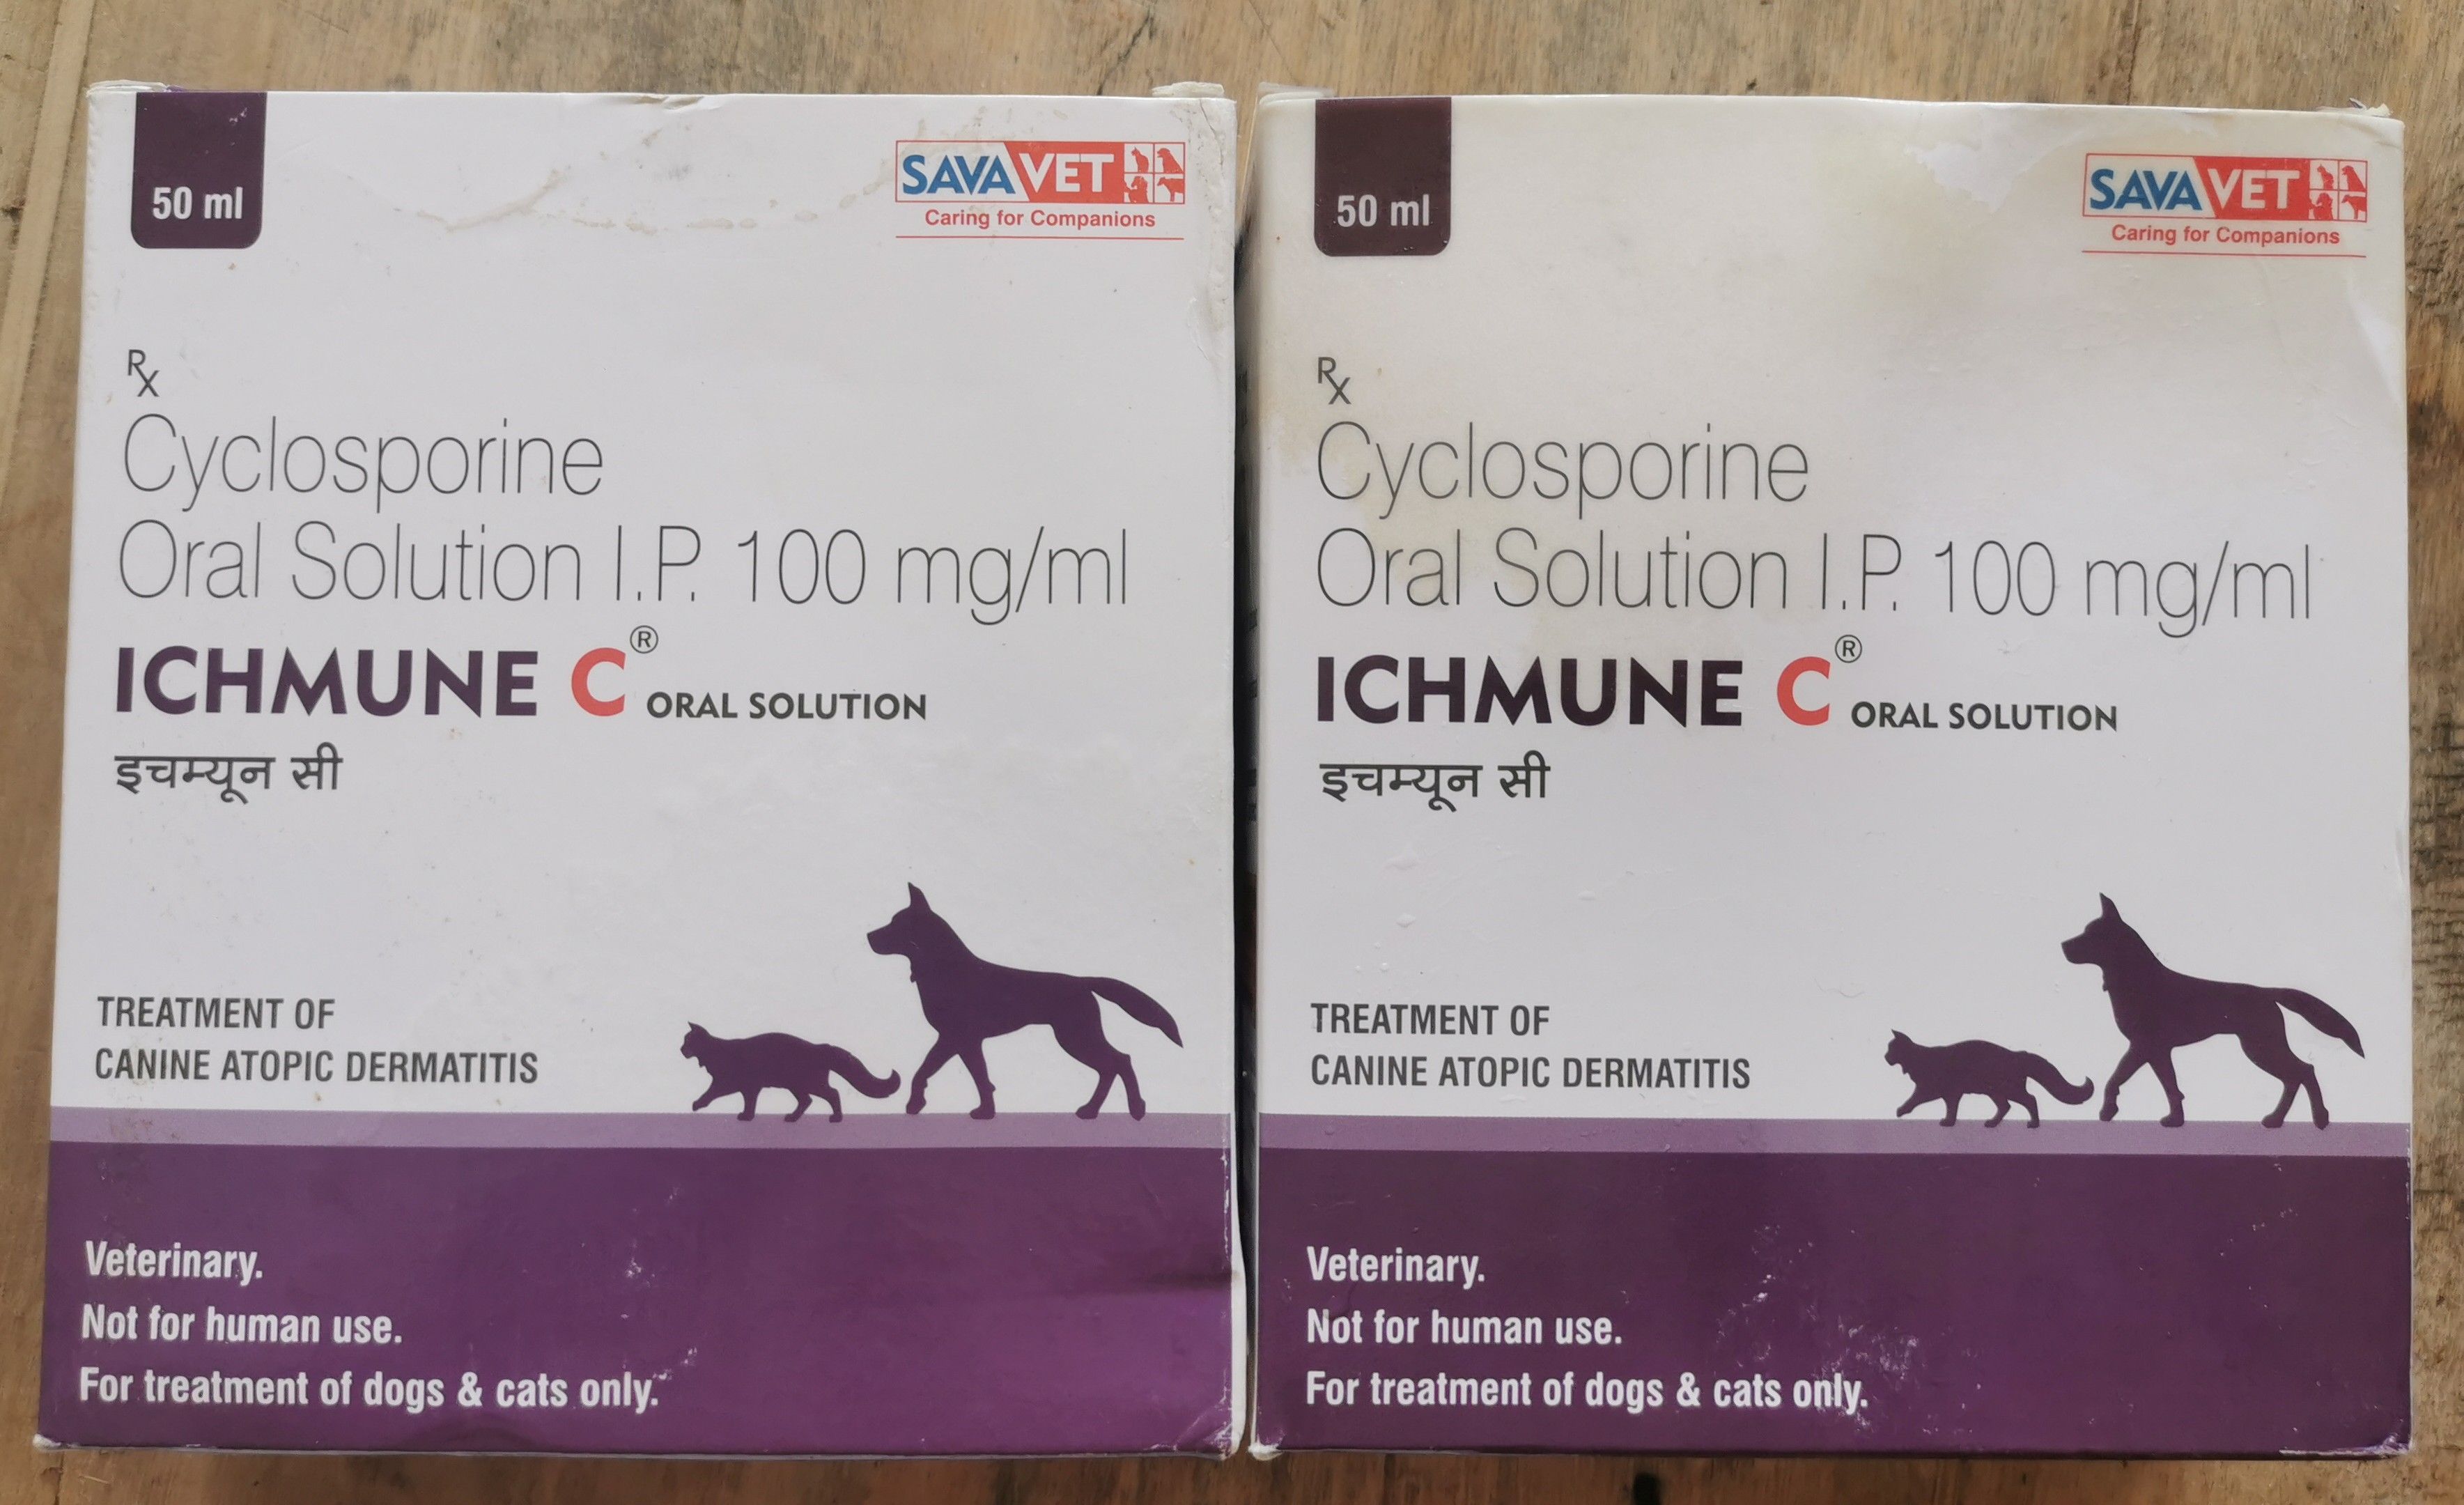 50 ml
SAVAVET
Caring for Companions
Rx
Cyclosporine
Oral Solution I.P. 100 mg/ml
ICHMUNE C® ORAL SOLUTION
इचम्यून सी
TREATMENT OF
CANINE ATOPIC DERMATITIS
Veterinary.
Not for human use.
For treatment of dogs & cats only.
50 ml
SAVAVET
Caring for Companions
Rx
Cyclosporine
Oral Solution I.P. 100 mg/ml
ICHMUNE C® ORAL SOLUTION
इचम्यून सी
TREATMENT OF
CANINE ATOPIC DERMATITIS
Veterinary.
Not for human use.
For treatment of dogs & cats only.